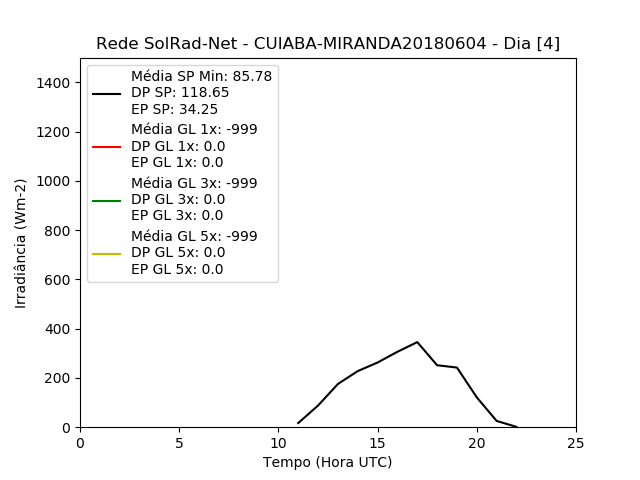 Rede SolRad-Net - CUIABA-MIRANDA20180604 - Dia [4]
Média SP Min: 85.78
DP SP: 118.65
EP SP: 34.25
Média GL 1x: -999
DP GL 1x: 0.0
EP GL 1x: 0.0
Média GL 3x: -999
DP GL 3x: 0.0
EP GL 3x: 0.0
Média GL 5x: -999
DP GL 5x: 0.0
EP GL 5x: 0.0
1400
1200
1000
800
600
400
200
0
Irradiância (Wm-2)
0 5 10 15 20 25
Tempo (Hora UTC)